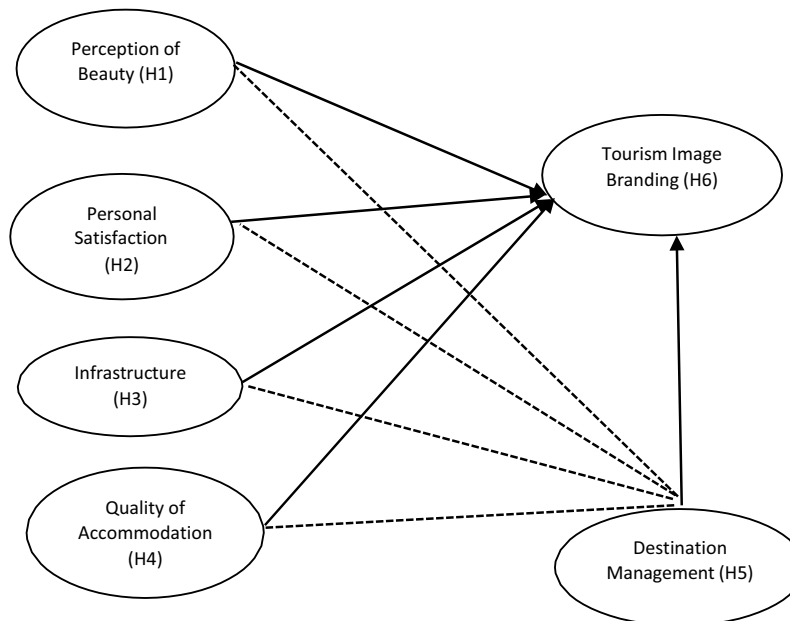 Perception of
Beauty (H1)
Tourism Image
Branding (H6)
Personal
Satisfaction
(H2)
Infrastructure
(H3)
Quality of
Accommodation
(H4)
Destination
Management (H5)